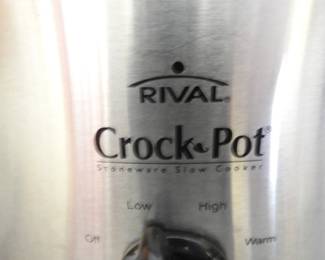 RIVAL®
Crock•Pot®
Stoneware Slow Cooker
Low High
Off Warm